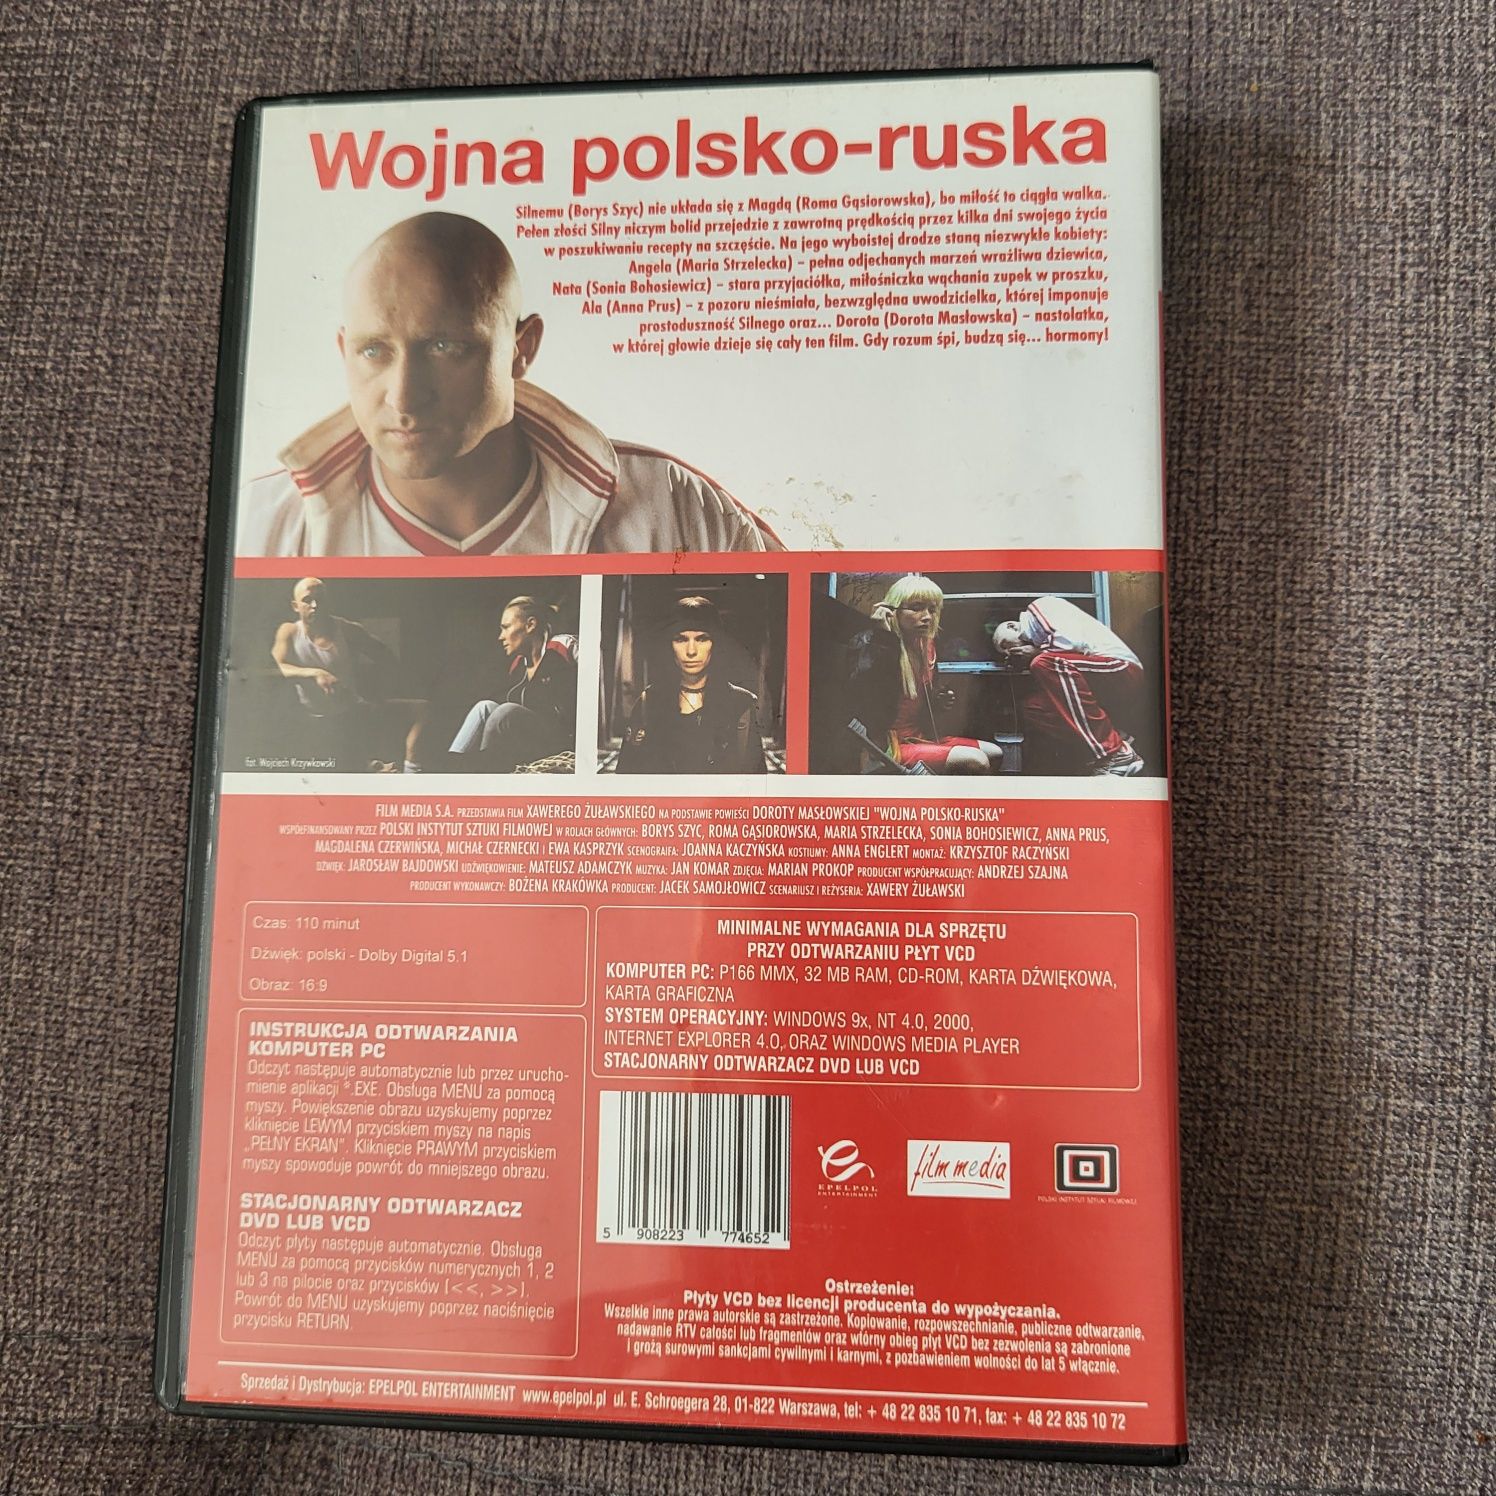 Wojna polsko-ruska
Silnemu (Borys Szyc) nie układa się z Magdą (Roma Gąsiorowska), bo miłość to ciągła walka.
Pełen złości Silny niczym bolid przejedzie z zawrotną prędkością przez kilka dni swojego życia
w poszukiwaniu recepty na szczęście. Na jego wyboistej drodze staną niezwykłe kobiety:
Angela (Maria Strzelecka) – pełna odjechanych marzeń wrażliwa dziewica,
Nata (Sonia Bohosiewicz) – stara przyjaciółka, miłośniczka wąchania zupek w proszku,
Ala (Anna Prus) – z pozoru nieśmiała, bezwzględna uwodzicielka, której imponuje
prostoduszność Silnego oraz... Dorota (Dorota Masłowska) – nastolatka,
w której głowie dzieje się cały ten film. Gdy rozum śpi, budzą się... hormony!
fot. Wojciech Krzywkowski
FILM MEDIA S.A. PRZEDSTAWIA FILM XAWEREGO ŻUŁAWSKIEGO NA PODSTAWIE POWIEŚCI DOROTY MASŁOWSKIEJ "WOJNA POLSKO-RUSKA"
WSPÓŁFINANSOWANY PRZEZ POLSKI INSTYTUT SZTUKI FILMOWEJ W ROLACH GŁÓWNYCH: BORYS SZYC, ROMA GĄSIOROWSKA, MARIA STRZELECKA, SONIA BOHOSIEWICZ, ANNA PRUS,
MAGDALENA CZERWIŃSKA, MICHAŁ CZERNECKI I EWA KASPRZYK SCENOGRAFIA: JOANNA KACZYŃSKA KOSTIUMY: ANNA ENGLERT MONTAŻ: KRZYSZTOF RACZYŃSKI
DŹWIĘK: JAROSŁAW BAJDOWSKI UDŹWIĘKOWIENIE: MATEUSZ ADAMCZYK MUZYKA: JAN KOMAR ZDJĘCIA: MARIAN PROKOP PRODUCENT WSPÓŁPRACUJĄCY: ANDRZEJ SZAJNA
PRODUCENT WYKONAWCZY: BOŻENA KRAKÓWKA PRODUCENT: JACEK SAMOJŁOWICZ SCENARIUSZ I REŻYSERIA: XAWERY ŻUŁAWSKI
Czas: 110 minut
Dźwięk: polski - Dolby Digital 5.1
Obraz: 16:9
INSTRUKCJA ODTWARZANIA
KOMPUTER PC
Odczyt następuje automatycznie lub przez urucho-
mienie aplikacji *.EXE. Obsługa MENU za pomocą
myszy. Powiększenie obrazu uzyskujemy poprzez
kliknięcie LEWYM przyciskiem myszy na napis
„PEŁNY EKRAN". Kliknięcie PRAWYM przyciskiem
myszy spowoduje powrót do mniejszego obrazu.
STACJONARNY ODTWARZACZ
DVD LUB VCD
Odczyt płyty następuje automatycznie. Obsługa
MENU za pomocą przycisków numerycznych 1, 2
lub 3 na pilocie oraz przycisków (<<, >>).
Powrót do MENU uzyskujemy poprzez naciśnięcie
przycisku RETURN.
MINIMALNE WYMAGANIA DLA SPRZĘTU
PRZY ODTWARZANIU PŁYT VCD
KOMPUTER PC: P166 MMX, 32 MB RAM, CD-ROM, KARTA DŹWIĘKOWA,
KARTA GRAFICZNA
SYSTEM OPERACYJNY: WINDOWS 9x, NT 4.0, 2000,
INTERNET EXPLORER 4.0, ORAZ WINDOWS MEDIA PLAYER
STACJONARNY ODTWARZACZ DVD LUB VCD
5 908223 774652
EPELPOL
ENTERTAINMENT
film media
POLSKI INSTYTUT SZTUKI FILMOWEJ
Ostrzeżenie:
Płyty VCD bez licencji producenta do wypożyczania.
Wszelkie inne prawa autorskie są zastrzeżone. Kopiowanie, rozpowszechnianie, publiczne odtwarzanie,
nadawanie RTV całości lub fragmentów oraz wtórny obieg płyt VCD bez zezwolenia są zabronione
i grożą surowymi sankcjami cywilnymi i karnymi, z pozbawieniem wolności do lat 5 włącznie.
Sprzedaż i Dystrybucja: EPELPOL ENTERTAINMENT www.epelpol.pl ul. E. Schroegera 28, 01-822 Warszawa, tel: + 48 22 835 10 71, fax: + 48 22 835 10 72